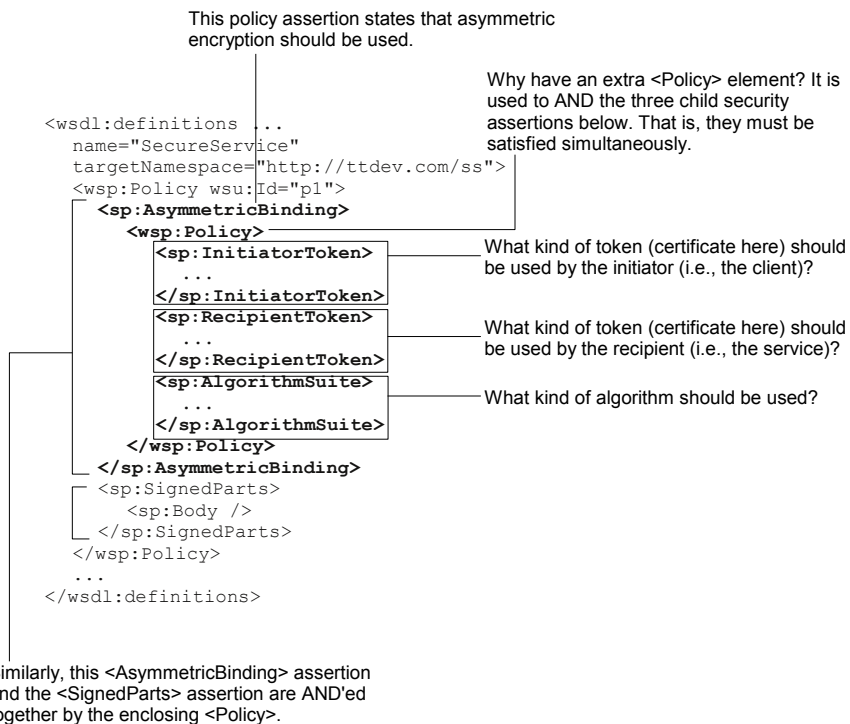 This policy assertion states that asymmetric
encryption should be used.
Why have an extra <Policy> element? It is
used to AND the three child security
assertions below. That is, they must be
satisfied simultaneously.
<wsdl:definitions ...
name="SecureService"
targetNamespace="http://ttdev.com/ss">
<wsp:Policy wsu:Id="p1">
<sp:AsymmetricBinding>
<wsp:Policy>
<sp:InitiatorToken>
...
</sp:InitiatorToken>
What kind of token (certificate here) should
be used by the initiator (i.e., the client)?
<sp:RecipientToken>
...
</sp:RecipientToken>
What kind of token (certificate here) should
be used by the recipient (i.e., the service)?
<sp:AlgorithmSuite>
...
</sp:AlgorithmSuite>
What kind of algorithm should be used?
</wsp:Policy>
</sp:AsymmetricBinding>
<sp:SignedParts>
<sp:Body />
</sp:SignedParts>
</wsp:Policy>
...
</wsdl:definitions>
imilarly, this <AsymmetricBinding> assertion
nd the <SignedParts> assertion are AND'ed
ogether by the enclosing <Policy>.